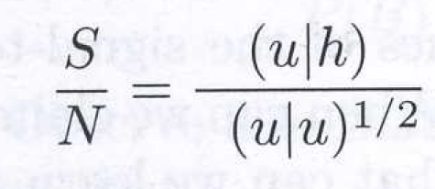 S/N = (u|h)/(u|u)^{1/2}